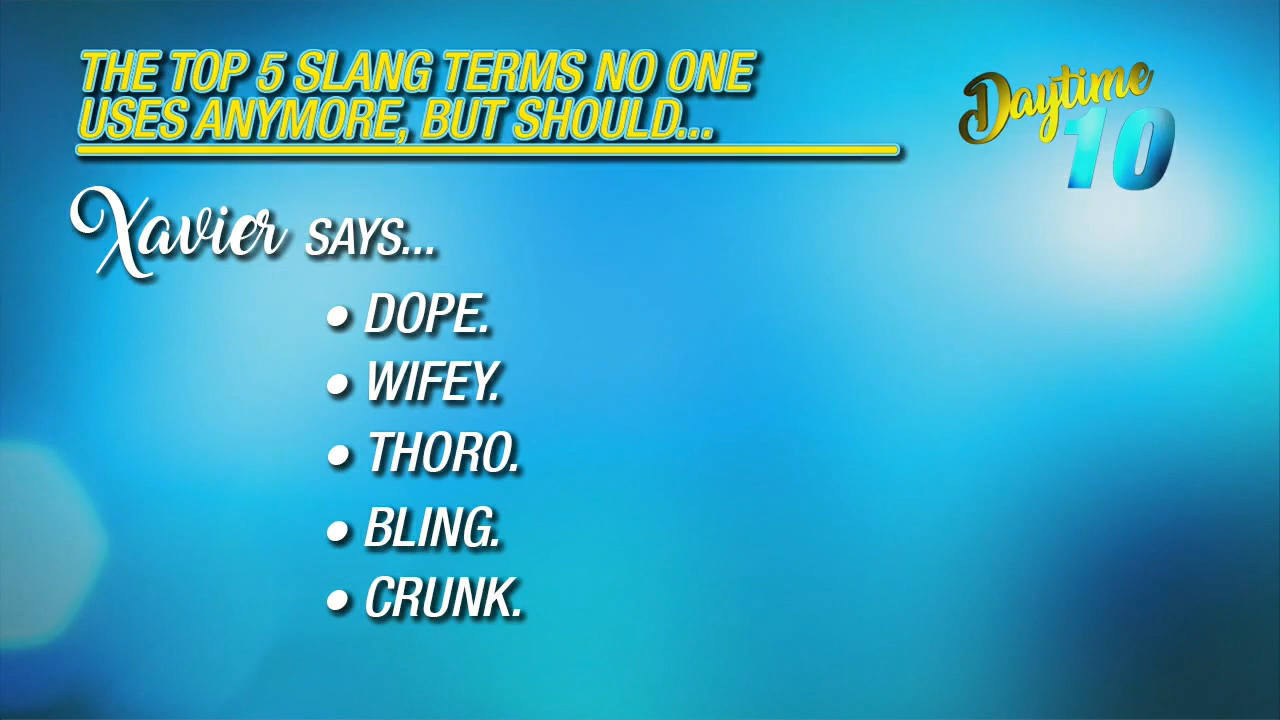 THE TOP 5 SLANG TERMS NO ONE
USES ANYMORE, BUT SHOULD...
Daytime
10
Xavier SAYS...
• DOPE.
• WIFEY.
• THORO.
• BLING.
• CRUNK.